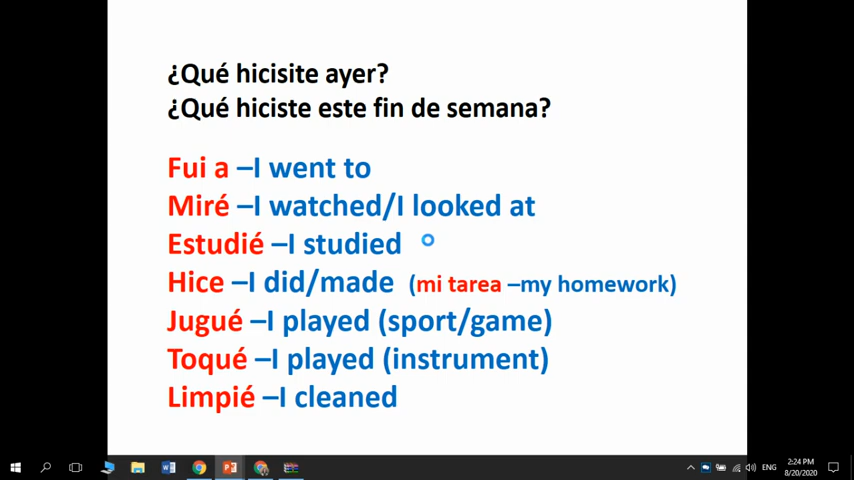 ¿Qué hicisite ayer?
¿Qué hiciste este fin de semana?
Fui a –I went to
Miré –I watched/I looked at
Estudié –I studied
Hice –I did/made (mi tarea –my homework)
Jugué –I played (sport/game)
Toqué –I played (instrument)
Limpié –I cleaned
ENG
2:24 PM
8/20/2020